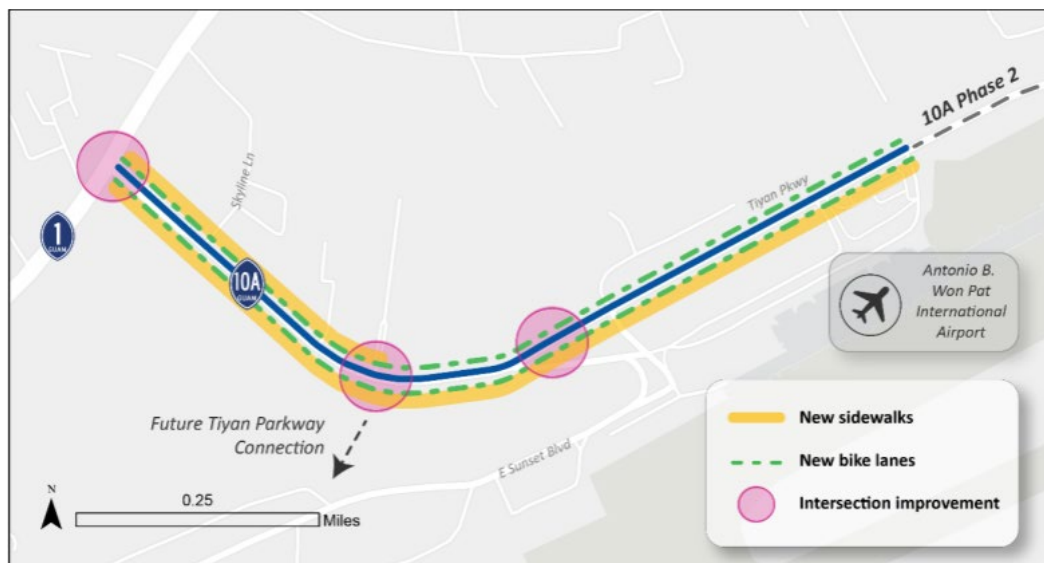 10A Phase 2
Skyline Ln
Tiyan Pkwy
1
GUAM
10A
GUAM
Antonio B.
Won Pat
International
Airport
Future Tiyan Parkway
Connection
E Sunset Blvd
New sidewalks
New bike lanes
Intersection improvement
N
0.25
Miles